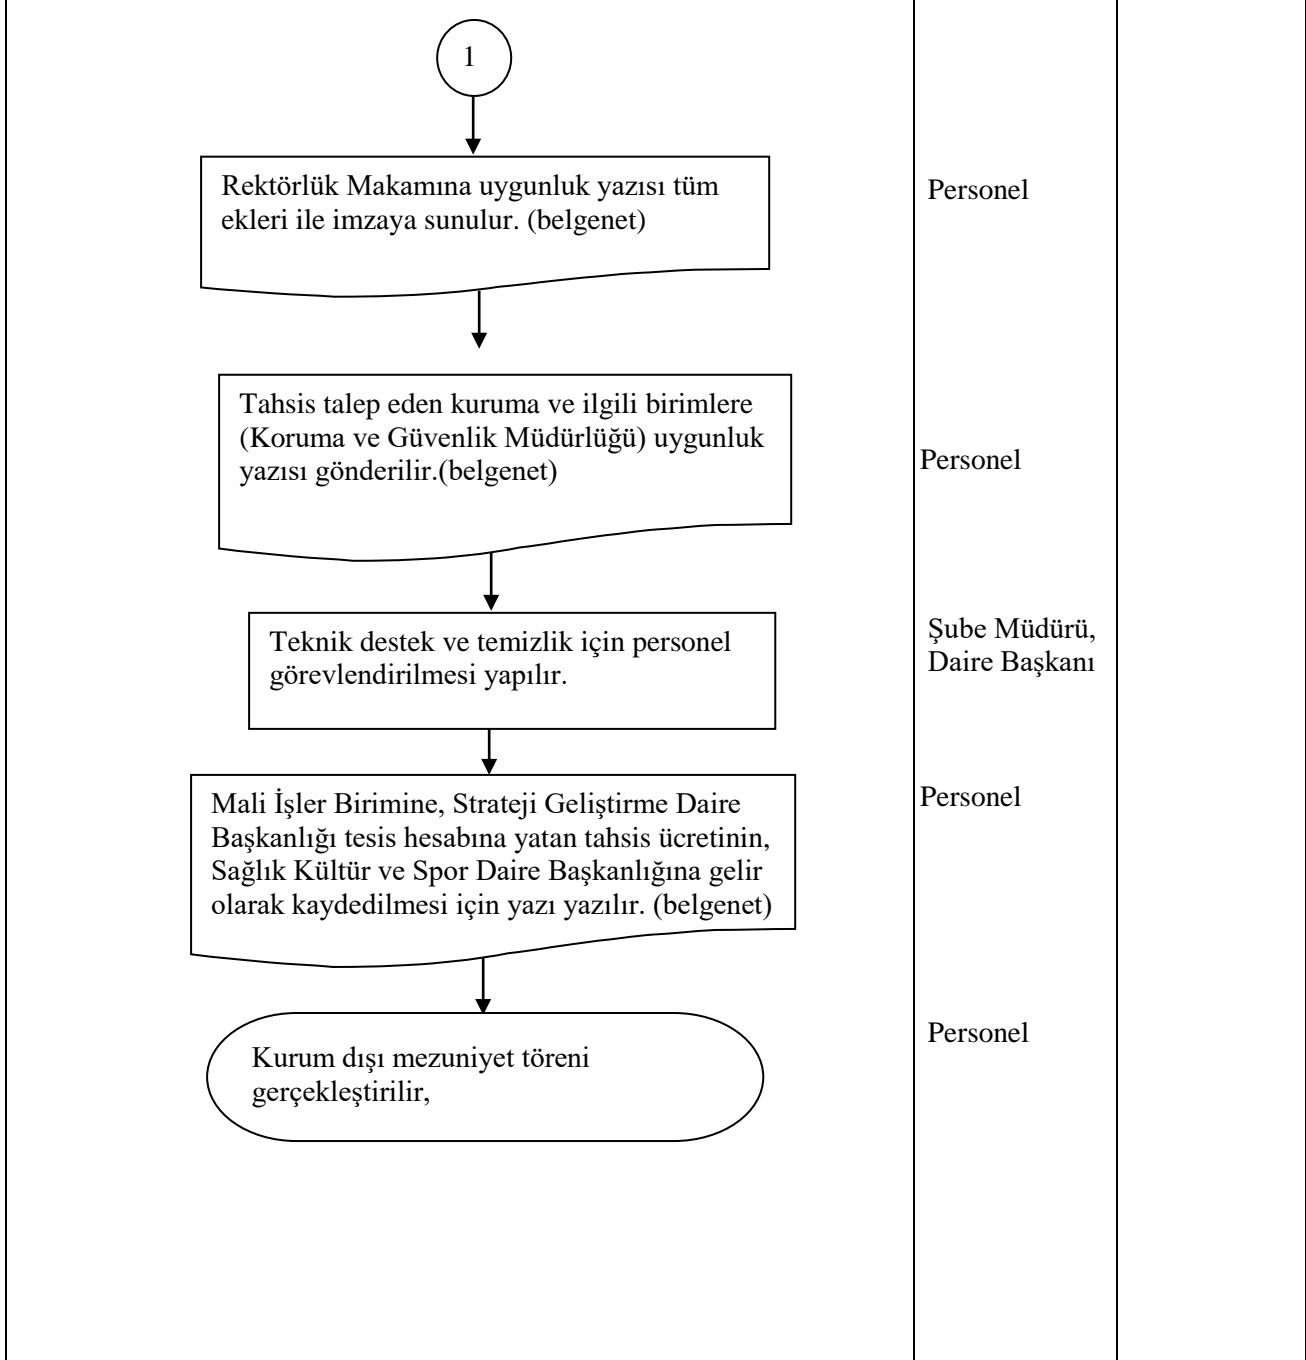 1
Rektörlük Makamına uygunluk yazısı tüm
ekleri ile imzaya sunulur. (belgenet)
Personel
Tahsis talep eden kuruma ve ilgili birimlere
(Koruma ve Güvenlik Müdürlüğü) uygunluk
yazısı gönderilir.(belgenet)
Personel
Teknik destek ve temizlik için personel
görevlendirilmesi yapılır.
Şube Müdürü,
Daire Başkanı
Mali İşler Birimine, Strateji Geliştirme Daire
Başkanlığı tesis hesabına yatan tahsis ücretinin,
Sağlık Kültür ve Spor Daire Başkanlığına gelir
olarak kaydedilmesi için yazı yazılır. (belgenet)
Personel
Kurum dışı mezuniyet töreni
gerçekleştirilir,
Personel